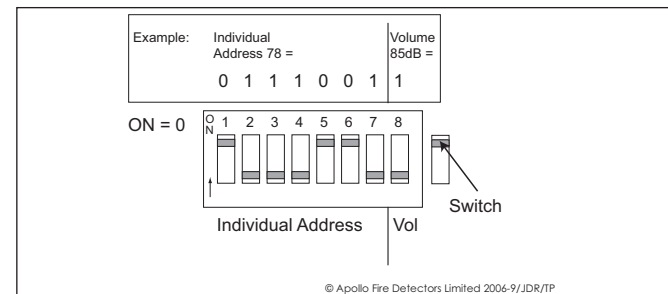 Example: Individual Volume
Address 78 = 85dB =
0 1 1 1 0 0 1 1
ON = 0
ON 1 2 3 4 5 6 7 8
Switch
Individual Address Vol
© Apollo Fire Detectors Limited 2006-9/JDR/TP